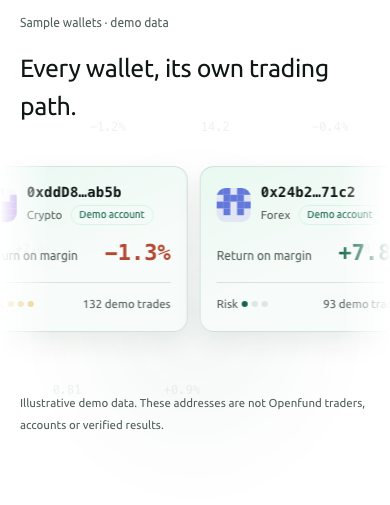 Sample wallets · demo data
Every wallet, its own trading
path.
-1.2%
14.2
-0.4%
0xddD8…ab5b
Crypto
Demo account
on margin
−1.3%
132 demo trades
0x24b2…71c2
Forex
Demo account
Return on margin
+7.8
Risk
93 demo
0.81
+0.9%
Illustrative demo data. These addresses are not Openfund traders,
accounts or verified results.